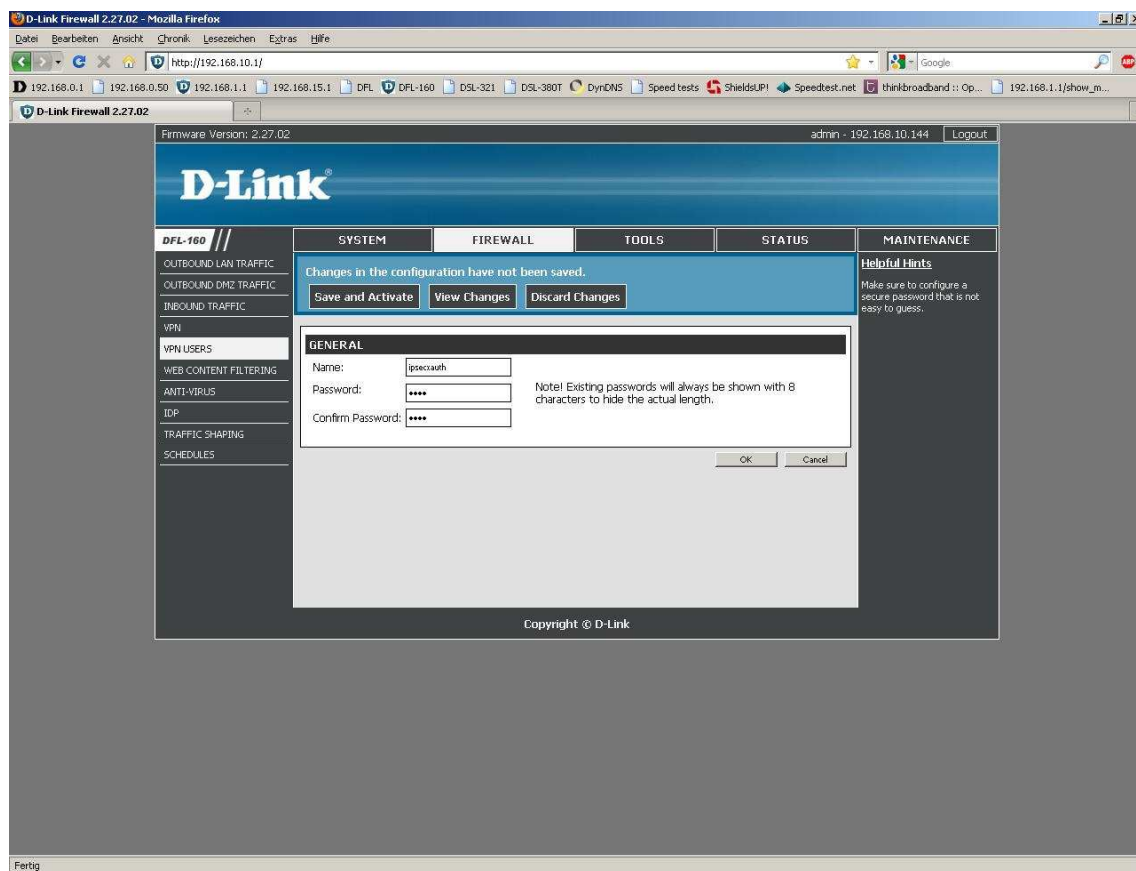 D-Link Firewall 2.27.02 - Mozilla Firefox
Datei Bearbeiten Ansicht Chronik Lesezeichen Extras Hilfe
http://192.168.10.1/
Google
ABP
192.168.0.1 192.168.0.50 192.168.1.1 192.168.15.1 DFL DFL-160 DSL-321 DSL-380T DynDNS Speed tests ShieldsUP! Speedtest.net thinkbroadband :: Op... 192.168.1.1/show_m...
D-Link Firewall 2.27.02
Firmware Version: 2.27.02 admin - 192.168.10.144 Logout
D-Link®
DFL-160 SYSTEM FIREWALL TOOLS STATUS MAINTENANCE
OUTBOUND LAN TRAFFIC
OUTBOUND DMZ TRAFFIC
INBOUND TRAFFIC
VPN
VPN USERS
WEB CONTENT FILTERING
ANTI-VIRUS
IDP
TRAFFIC SHAPING
SCHEDULES
Changes in the configuration have not been saved.
Save and Activate View Changes Discard Changes
GENERAL
Name: ipsecxauth
Password: ••••
Confirm Password: ••••
Note! Existing passwords will always be shown with 8
characters to hide the actual length.
OK Cancel
Helpful Hints
Make sure to configure a
secure password that is not
easy to guess.
Copyright © D-Link
Fertig